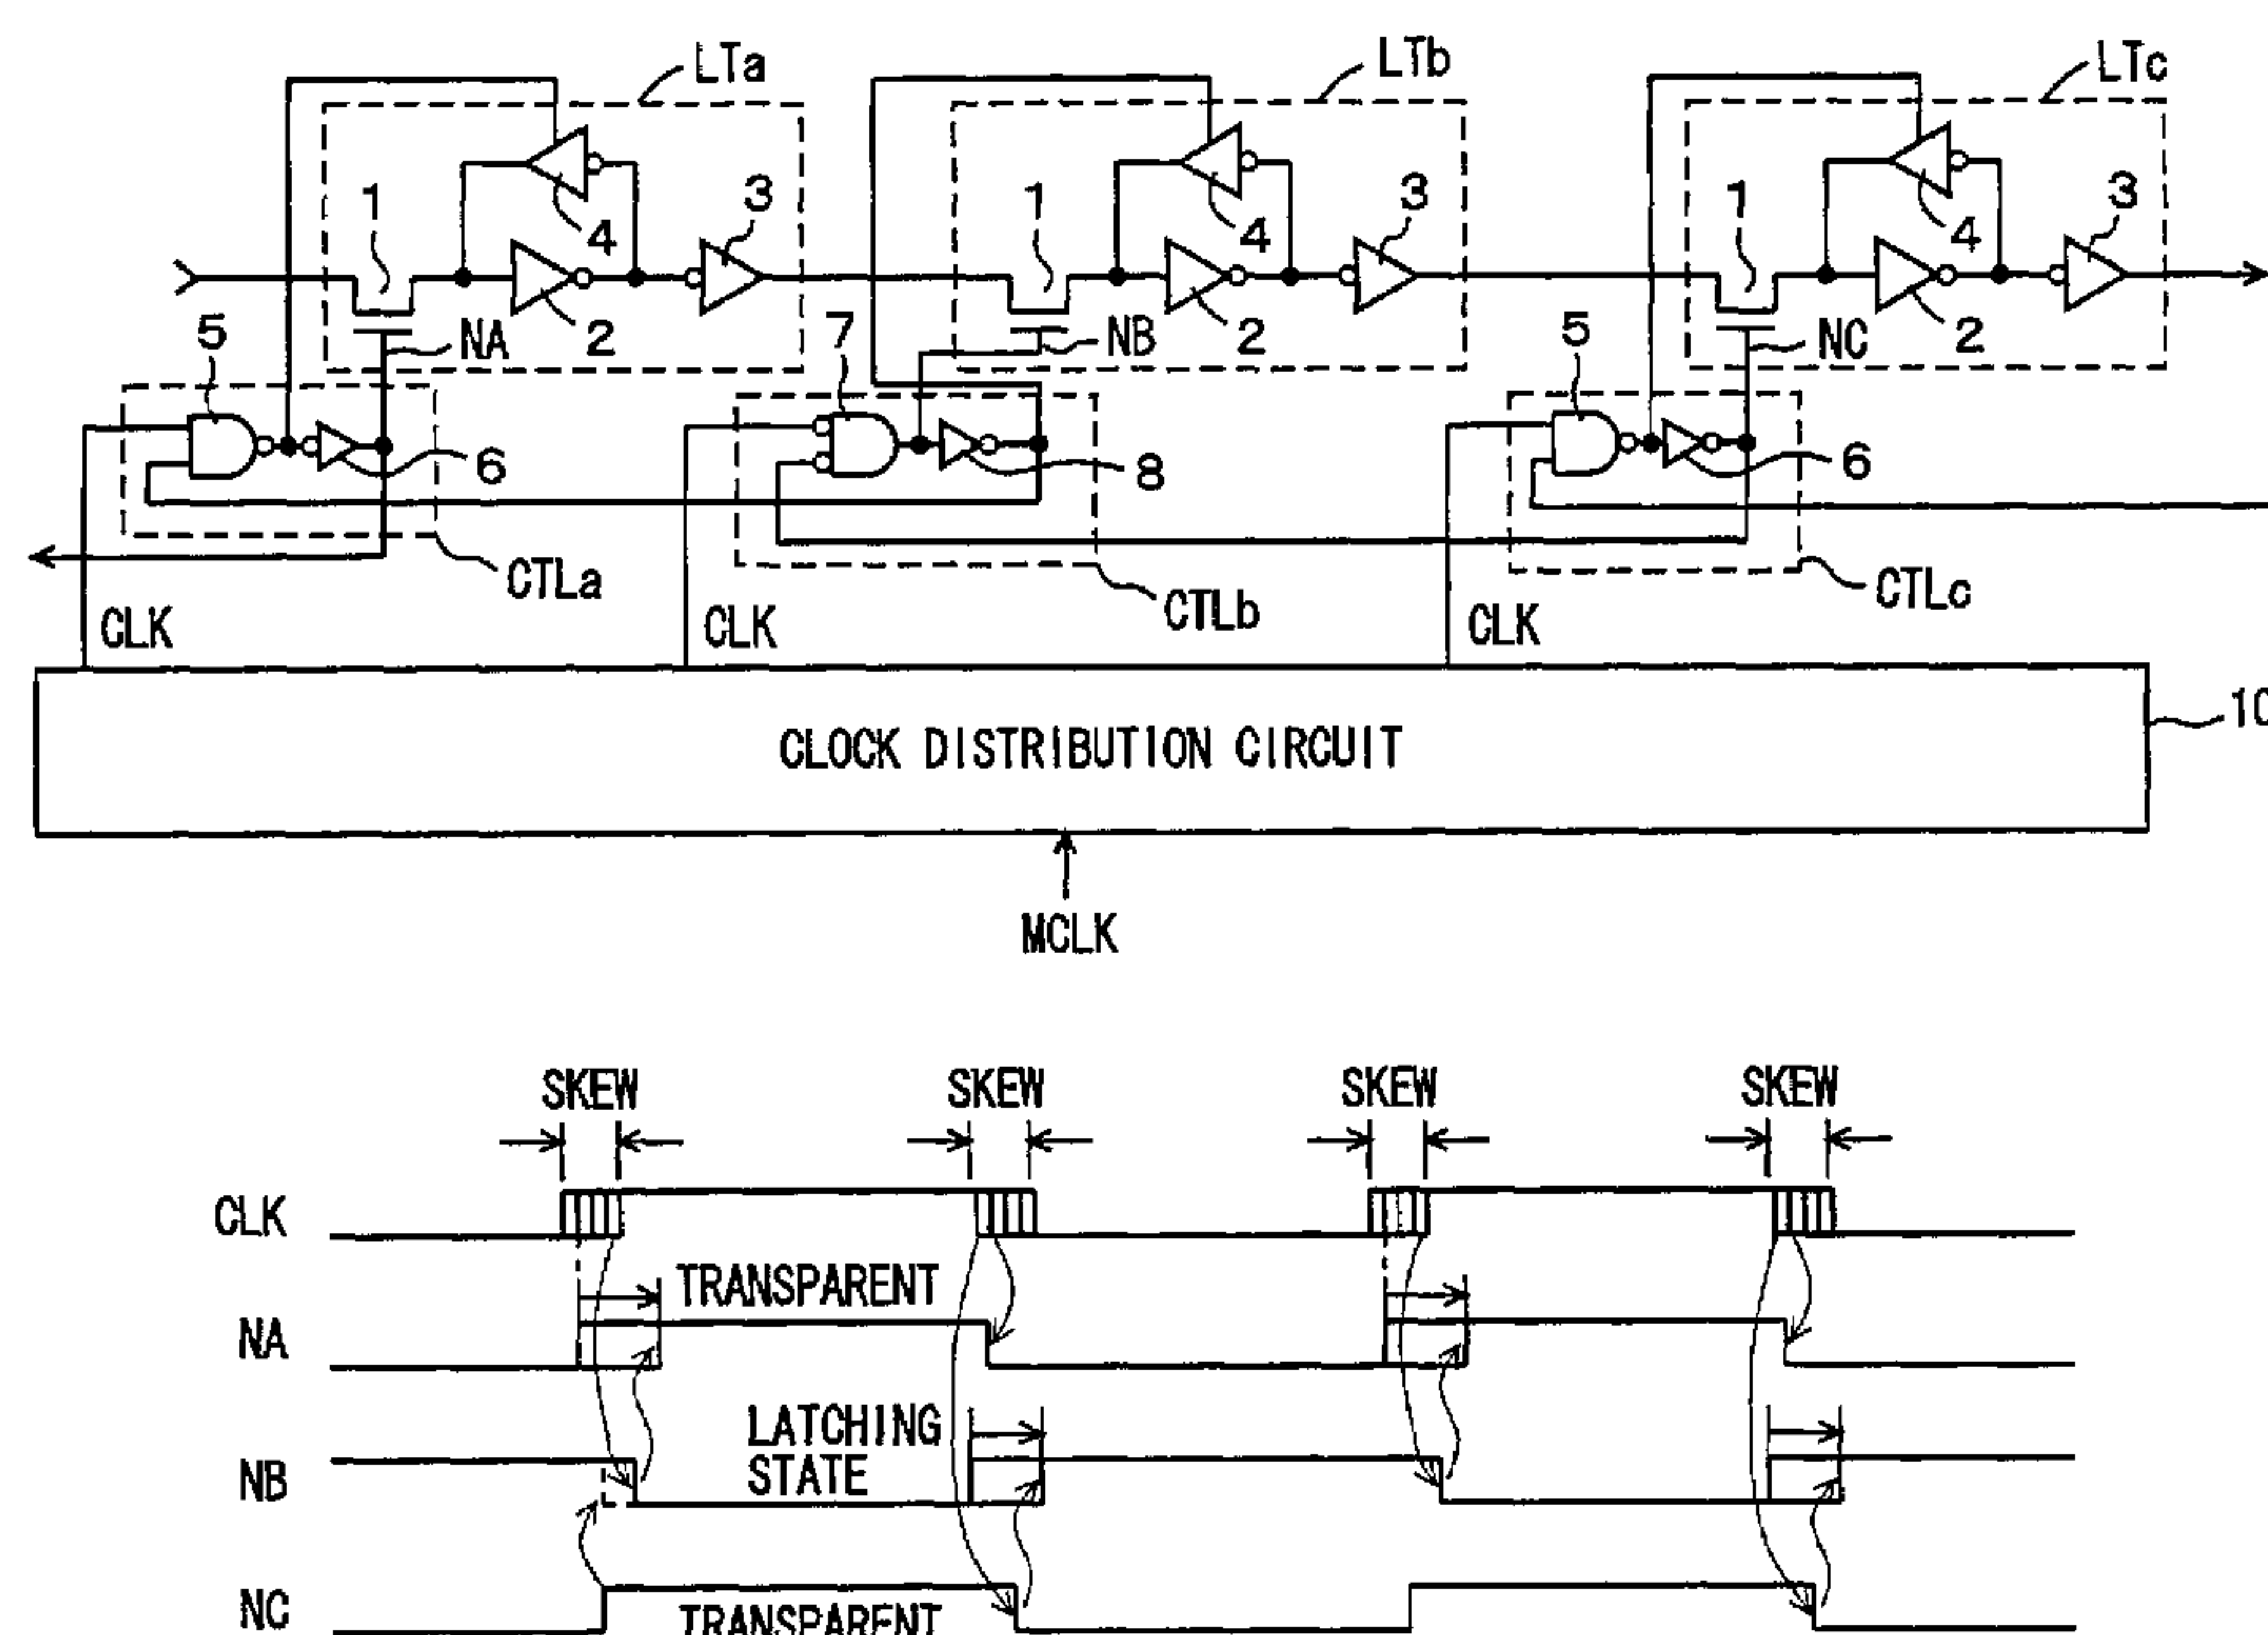 LTa LTb LTc
1 4 3 1 4 3 1 4 3
5 NA 2 7 NB 2 5 NC 2
6 8 6
CTLa CTLb CTLc
CLK CLK CLK
CLOCK DISTRIBUTION CIRCUIT 10
MCLK
SKEW SKEW SKEW SKEW
CLK
TRANSPARENT
NA
LATCHING
STATE
NB
NC
TRANSPARENT